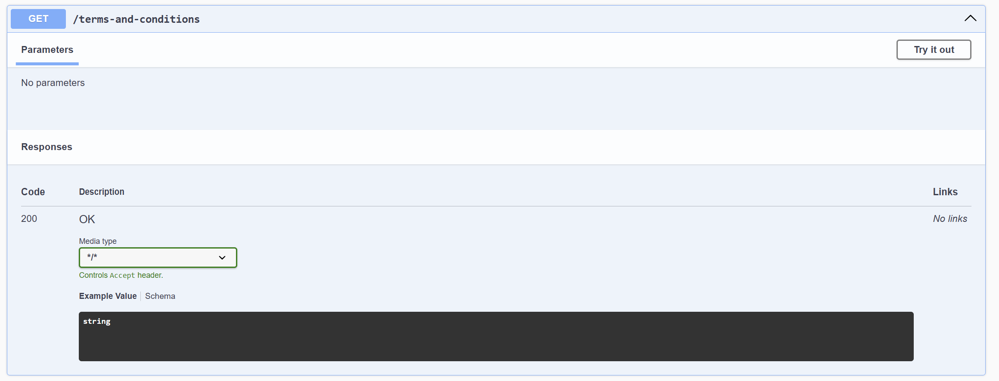 GET /terms-and-conditions
Parameters Try it out
No parameters
Responses
Code Description Links
200 OK No links
Media type
*/*
Controls Accept header.
Example Value Schema
string